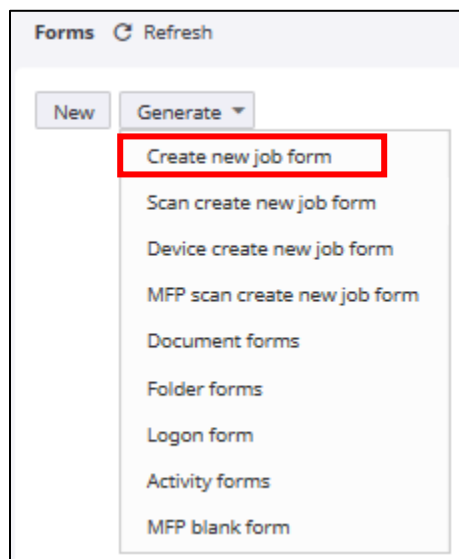 Forms Refresh
New Generate
Create new job form
Scan create new job form
Device create new job form
MFP scan create new job form
Document forms
Folder forms
Logon form
Activity forms
MFP blank form